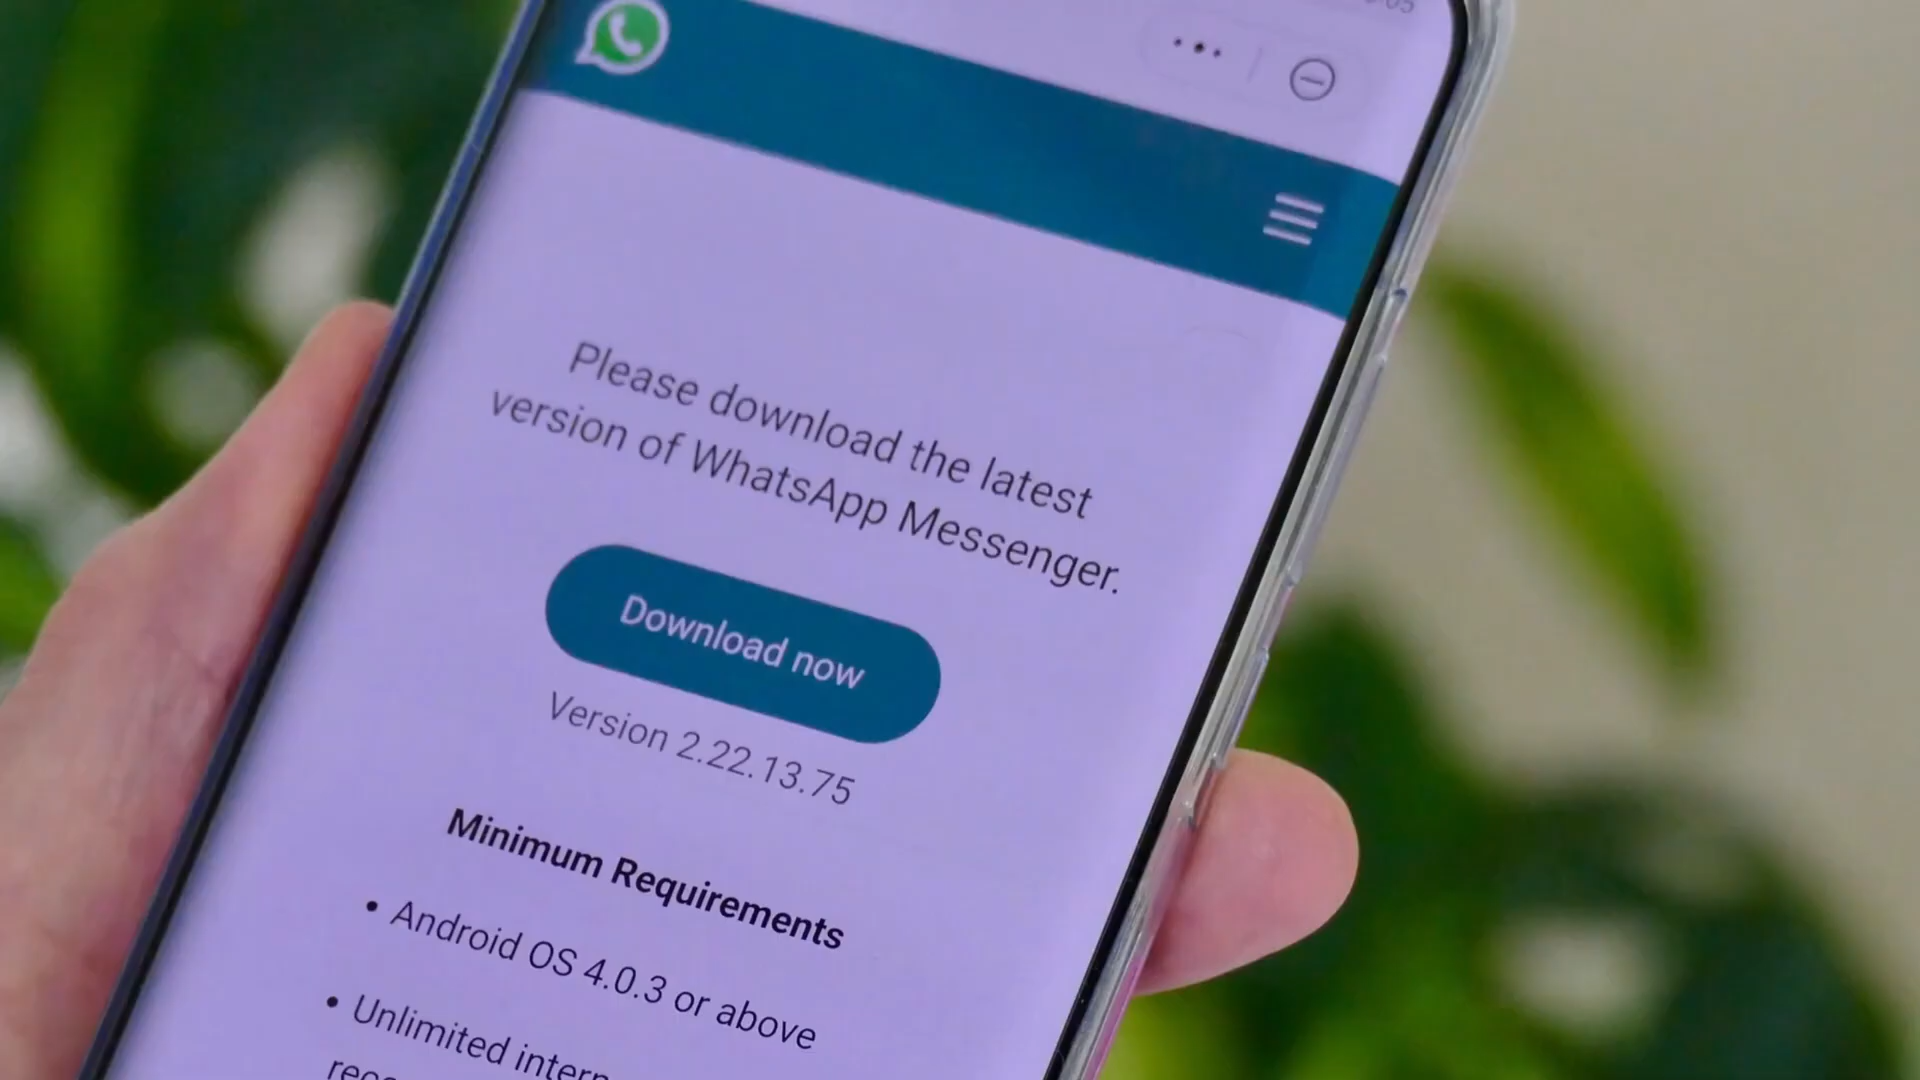 Please download the latest
version of WhatsApp Messenger.
Download now
Version 2.22.13.75
Minimum Requirements
• Android OS 4.0.3 or above
• Unlimited